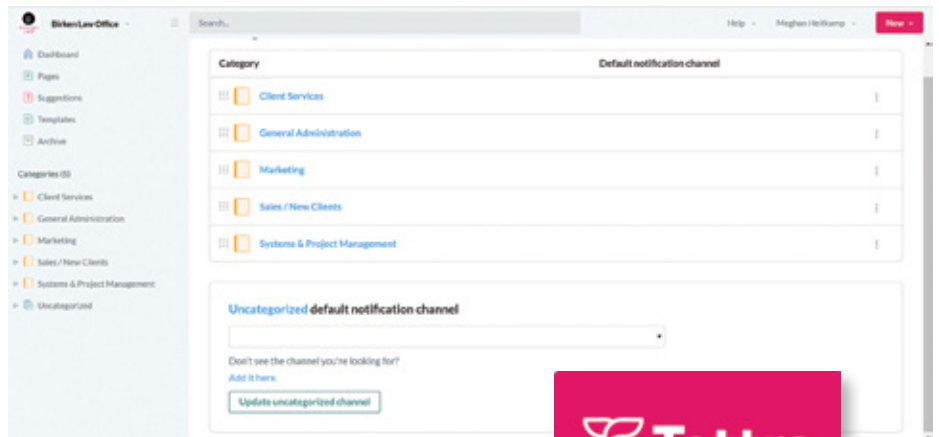 Birken Law Office
Search..
Help
Meghan Heitkamp
New
Dashboard
Pages
Suggestions
Templates
Archive
Categories (5)
Client Services
General Administration
Marketing
Sales / New Clients
Systems & Project Management
Uncategorized
Category Default notification channel
Client Services
General Administration
Marketing
Sales / New Clients
Systems & Project Management
Uncategorized default notification channel
Don't see the channel you're looking for?
Add it here.
Update uncategorized channel